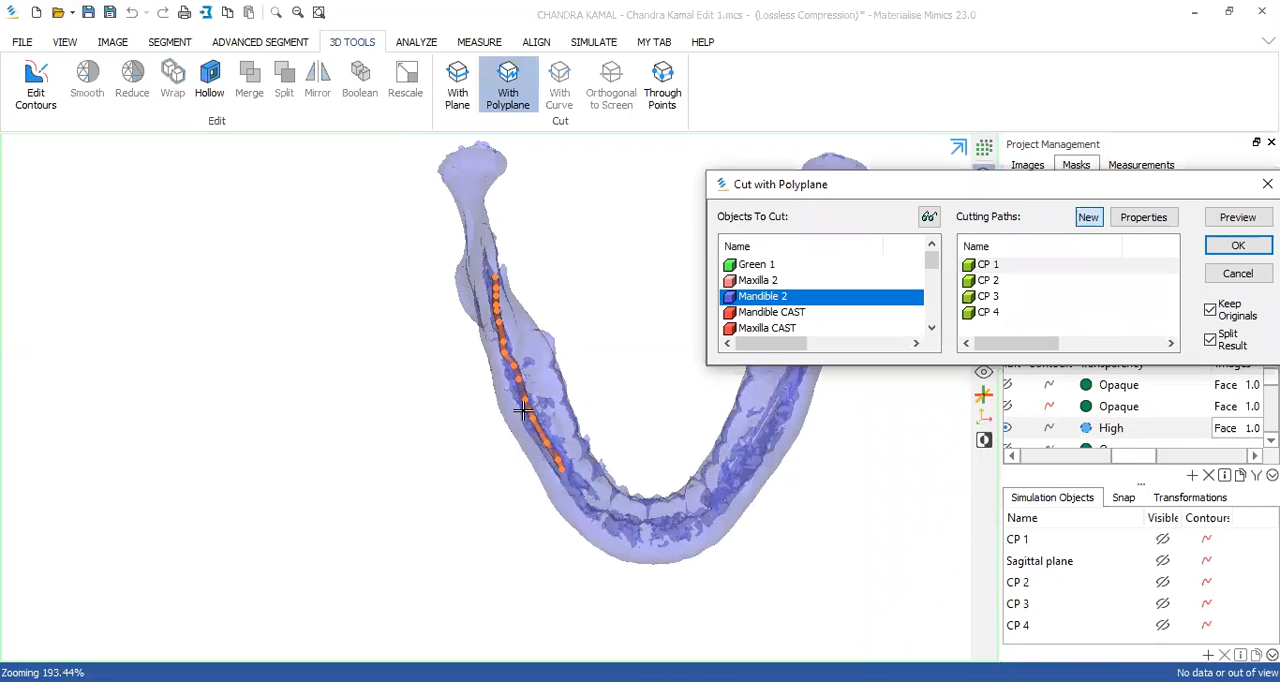 CHANDRA KAMAL - Chandra Kamal Edit 1.mcs - (Lossless Compression)* - Materialise Mimics 23.0
FILE VIEW IMAGE SEGMENT ADVANCED SEGMENT 3D TOOLS ANALYZE MEASURE ALIGN SIMULATE MY TAB HELP
Edit Contours Smooth Reduce Wrap Hollow Merge Split Mirror Boolean Rescale With Plane With Polyplane With Curve Orthogonal to Screen Through Points
Edit Cut
Project Management
Images Masks Measurements
Cut with Polyplane
Objects To Cut: Cutting Paths: New Properties Preview
Name Name OK
Green 1 CP 1
Maxilla 2 CP 2 Cancel
Mandible 2 CP 3
Mandible CAST CP 4 Keep Originals
Maxilla CAST Split Result
Opaque Face 1.0
Opaque Face 1.0
High Face 1.0
Simulation Objects Snap Transformations
Name Visible Contours
CP 1
Sagittal plane
CP 2
CP 3
CP 4
Zooming 193.44% No data or out of view